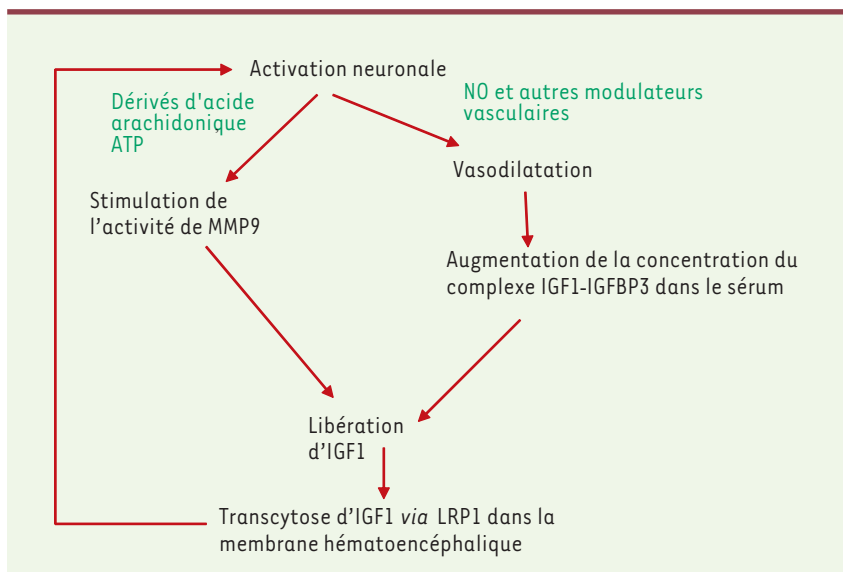 Activation neuronale
Dérivés d'acide
arachidonique
ATP
NO et autres modulateurs
vasculaires
Vasodilatation
Stimulation de
l'activité de MMP9
Augmentation de la concentration du
complexe IGF1-IGFBP3 dans le sérum
Libération
d'IGF1
Transcytose d'IGF1 via LRP1 dans la
membrane hématoencéphalique